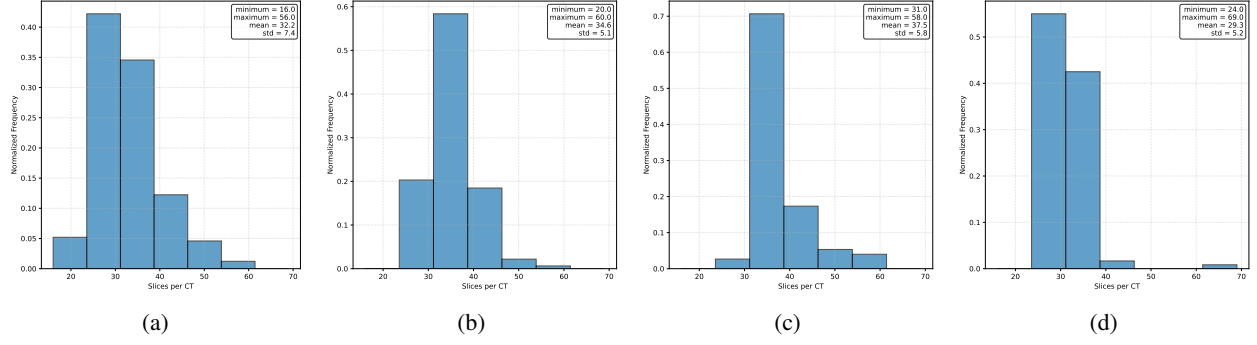 minimum = 16.0
maximum = 56.0
mean = 32.2
std = 7.4
0.40
0.35
0.30
0.25
0.20
0.15
0.10
0.05
0.00
Normalized Frequency
20 30 40 50 60 70
Slices per CT
(a)
minimum = 20.0
maximum = 60.0
mean = 34.6
std = 5.1
0.6
0.5
0.4
0.3
0.2
0.1
0.0
Normalized Frequency
20 30 40 50 60 70
Slices per CT
(b)
minimum = 31.0
maximum = 58.0
mean = 37.5
std = 5.8
0.7
0.6
0.5
0.4
0.3
0.2
0.1
0.0
Normalized Frequency
20 30 40 50 60 70
Slices per CT
(c)
minimum = 24.0
maximum = 69.0
mean = 29.3
std = 5.2
0.5
0.4
0.3
0.2
0.1
0.0
Normalized Frequency
20 30 40 50 60 70
Slices per CT
(d)